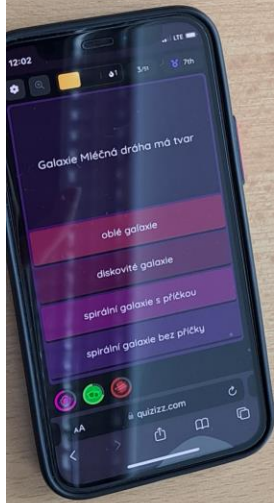 12:02
LTE
1
5/11
7th
Galaxie Mléčná dráha má tvar
oblé galaxie
diskovité galaxie
spirální galaxie s příčkou
spirální galaxie bez příčky
AA
quizizz.com